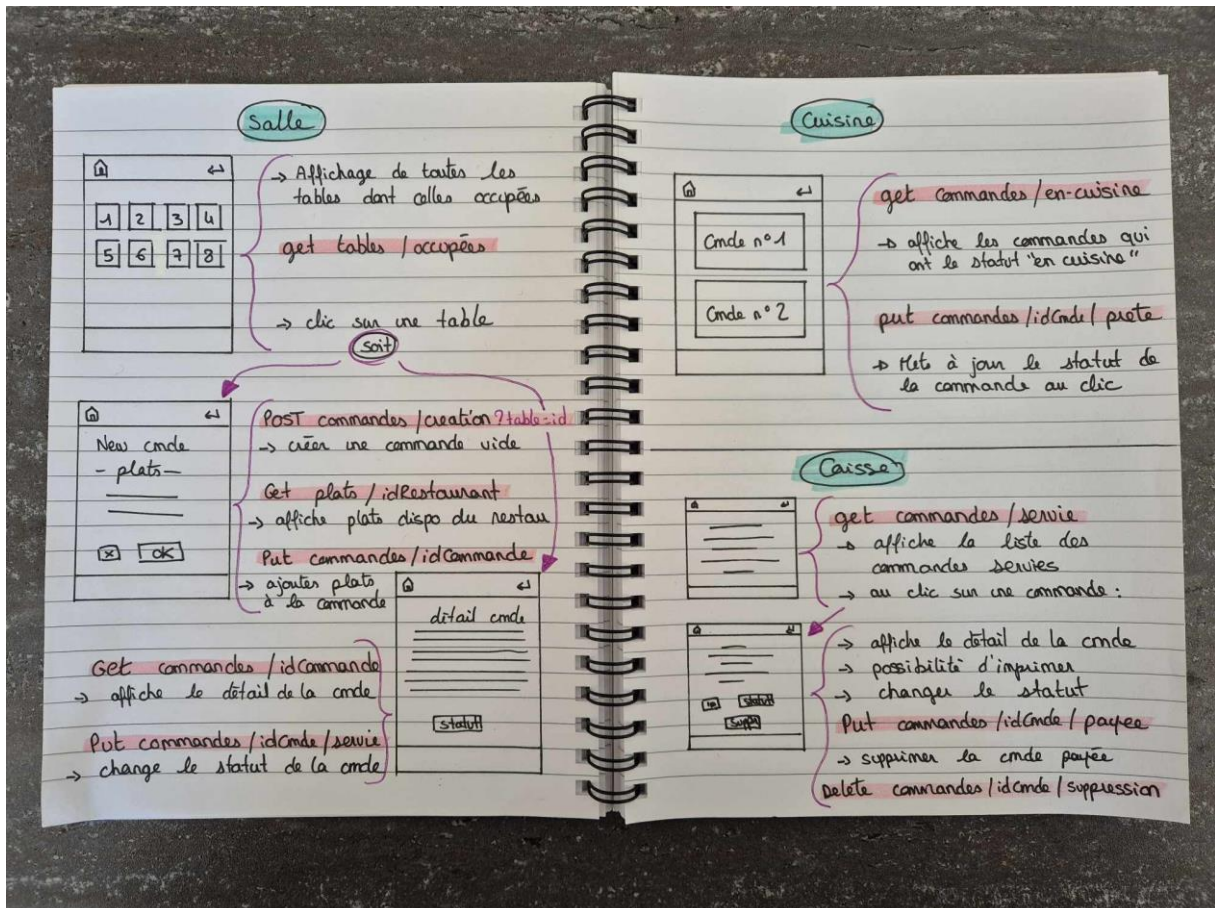 Salle
1 2 3 4
5 6 7 8
→ Affichage de toutes les
tables dont celles occupées
get tables / occupées
→ clic sur une table
soit
New cmde
- plats -
x OK
POST commandes / creation ?table=id
→ créer une commande vide
Get plats / idRestaurant
→ affiche plats dispo du restau
Put commandes / idCommande
→ ajoutes plats
à la commande
détail cmde
statut
Get commandes / idCommande
→ affiche le détail de la cmde
Put commandes / idCmde / servie
→ change le statut de la cmde
Cuisine
Cmde n° 1
Cmde n° 2
get commandes / en-cuisine
→ affiche les commandes qui
ont le statut "en cuisine"
put commandes / idCmde / prete
→ Mets à jour le statut de
la commande au clic
Caisse
get commandes / servie
→ affiche la liste des
commandes servies
→ au clic sur une commande :
statut
suppr
→ affiche le détail de la cmde
→ possibilité d'imprimer
→ changer le statut
Put commandes / idCmde / payee
→ supprimer la cmde payée
Delete commandes / idCmde / suppression